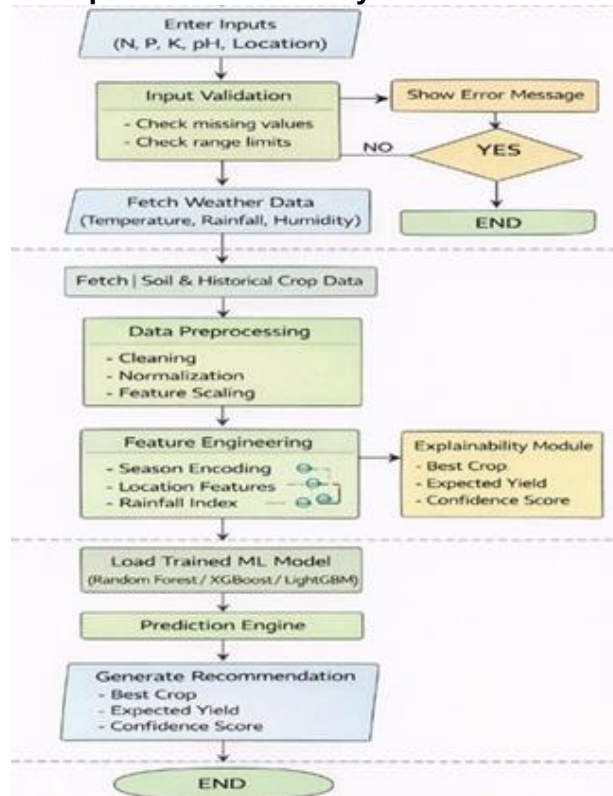 Enter Inputs
(N, P, K, pH, Location)
Input Validation
- Check missing values
- Check range limits
Show Error Message
NO
YES
END
Fetch Weather Data
(Temperature, Rainfall, Humidity)
Fetch | Soil & Historical Crop Data
Data Preprocessing
- Cleaning
- Normalization
- Feature Scaling
Feature Engineering
- Season Encoding
- Location Features
- Rainfall Index
Explainability Module
- Best Crop
- Expected Yield
- Confidence Score
Load Trained ML Model
(Random Forest / XGBoost / LightGBM)
Prediction Engine
Generate Recommendation
- Best Crop
- Expected Yield
- Confidence Score
END